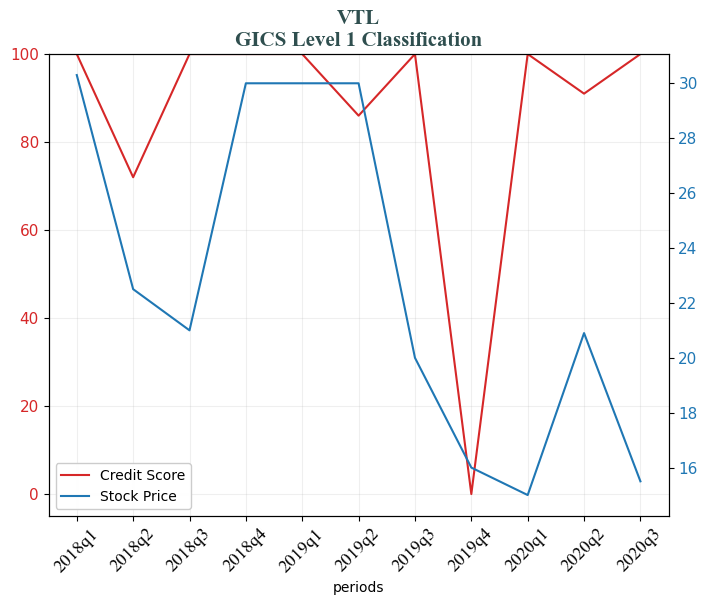 VTL
GICS Level 1 Classification
100
80
60
40
20
0
30
28
26
24
22
20
18
16
Credit Score
Stock Price
2018q1
2018q2
2018q3
2018q4
2019q1
2019q2
2019q3
2019q4
2020q1
2020q2
2020q3
periods